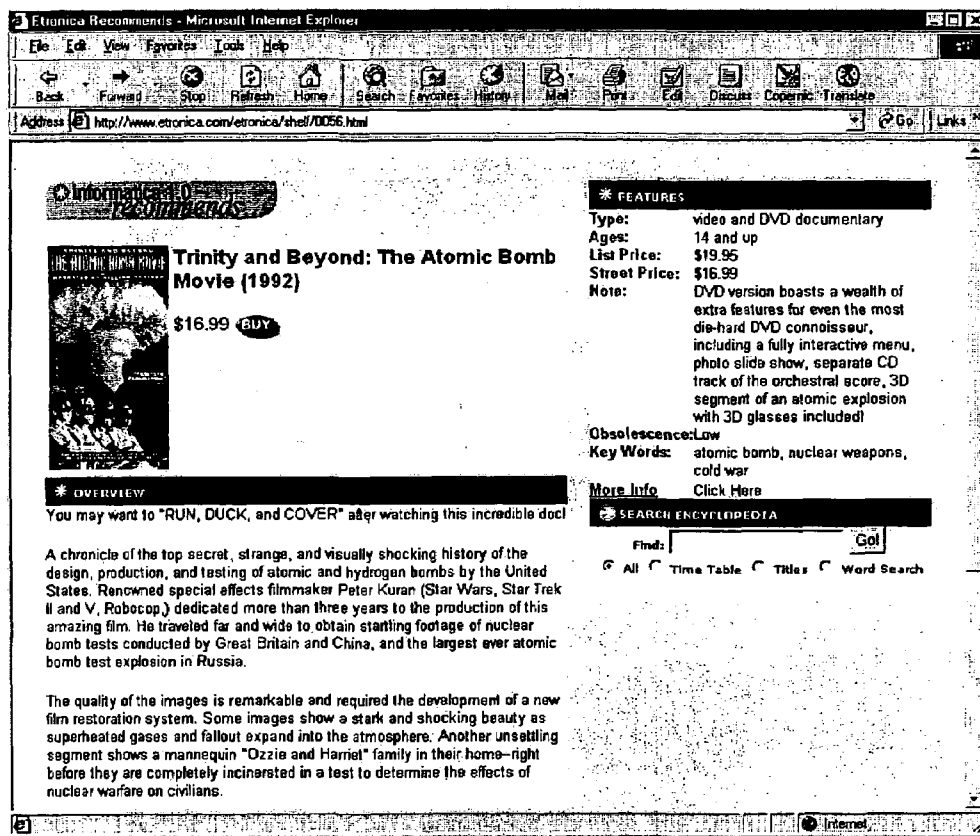 Etronica Recommends - Microsoft Internet Explorer
File Edit View Favorites Tools Help
Back Forward Stop Refresh Home Search Favorites History Mail Print Edit Discuss Copernic Translate
Address http://www.etronica.com/etronica/shelf/0056.html Go Links
Informatica 1.0
recommends...
THE ATOMIC BOMB MOVIE
Trinity and Beyond: The Atomic Bomb
Movie (1992)
$16.99 BUY
* OVERVIEW
You may want to "RUN, DUCK, and COVER" after watching this incredible doc!
A chronicle of the top secret, strange, and visually shocking history of the
design, production, and testing of atomic and hydrogen bombs by the United
States. Renowned special effects filmmaker Peter Kuran (Star Wars, Star Trek
II and V, Robocop,) dedicated more than three years to the production of this
amazing film. He traveled far and wide to obtain startling footage of nuclear
bomb tests conducted by Great Britain and China, and the largest ever atomic
bomb test explosion in Russia.
The quality of the images is remarkable and required the development of a new
film restoration system. Some images show a stark and shocking beauty as
superheated gases and fallout expand into the atmosphere. Another unsettling
segment shows a mannequin "Ozzie and Harriet" family in their home--right
before they are completely incinerated in a test to determine the effects of
nuclear warfare on civilians.
* FEATURES
Type: video and DVD documentary
Ages: 14 and up
List Price: $19.95
Street Price: $16.99
Note: DVD version boasts a wealth of
extra features for even the most
die-hard DVD connoisseur,
including a fully interactive menu,
photo slide show, separate CD
track of the orchestral score, 3D
segment of an atomic explosion
with 3D glasses included!
Obsolescence: Low
Key Words: atomic bomb, nuclear weapons,
cold war
More Info Click Here
SEARCH ENCYCLOPEDIA
Find: Go!
All Time Table Titles Word Search
Internet